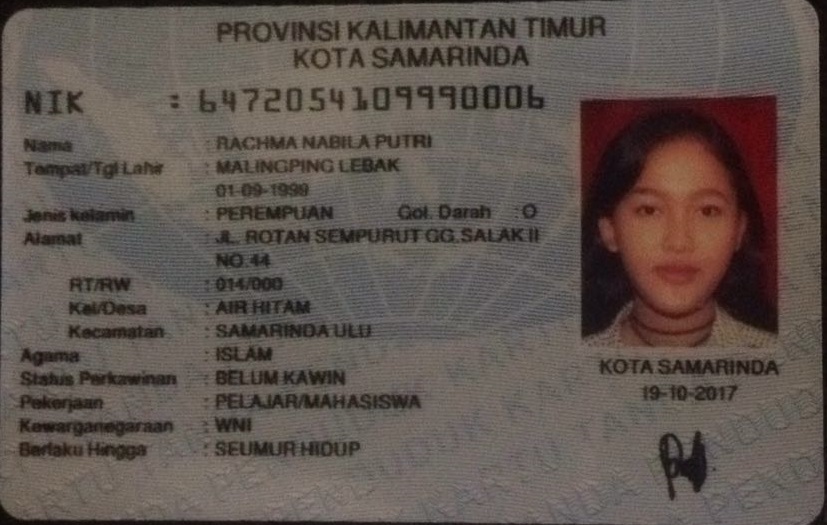 PROVINSI KALIMANTAN TIMUR
KOTA SAMARINDA
NIK : 6472054109990006
Nama : RACHMA NABILA PUTRI
Tempat/Tgl Lahir : MALINGPING LEBAK
01-09-1999
Jenis kelamin : PEREMPUAN Gol. Darah : O
Alamat : JL. ROTAN SEMPURUT GG.SALAK II
NO.44
RT/RW : 014/000
Kel/Desa : AIR HITAM
Kecamatan : SAMARINDA ULU
Agama : ISLAM
Status Perkawinan : BELUM KAWIN
Pekerjaan : PELAJAR/MAHASISWA
Kewarganegaraan : WNI
Berlaku Hingga : SEUMUR HIDUP
KOTA SAMARINDA
19-10-2017